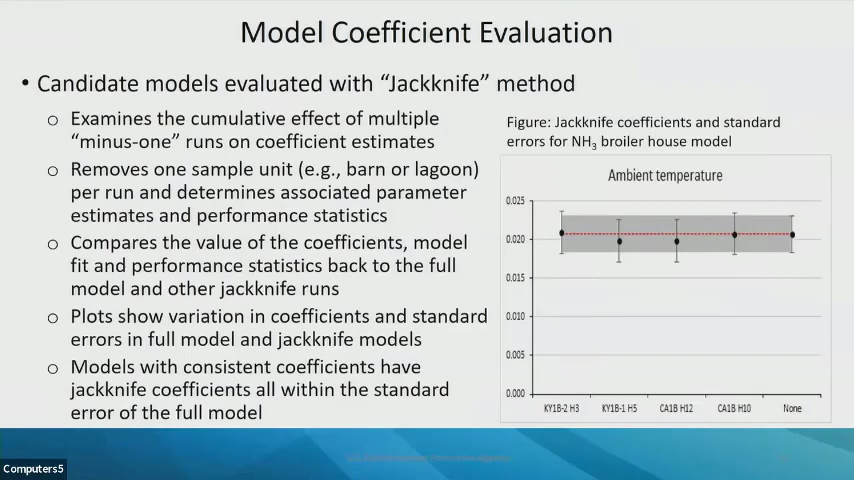 Model Coefficient Evaluation
• Candidate models evaluated with “Jackknife” method
o Examines the cumulative effect of multiple
“minus-one” runs on coefficient estimates
o Removes one sample unit (e.g., barn or lagoon)
per run and determines associated parameter
estimates and performance statistics
o Compares the value of the coefficients, model
fit and performance statistics back to the full
model and other jackknife runs
o Plots show variation in coefficients and standard
errors in full model and jackknife models
o Models with consistent coefficients have
jackknife coefficients all within the standard
error of the full model
Figure: Jackknife coefficients and standard
errors for NH₃ broiler house model
Ambient temperature
0.025
0.020
0.015
0.010
0.005
0.000
KY1B-2 H3 KY1B-1 H5 CA1B H12 CA1B H10 None
Computers5